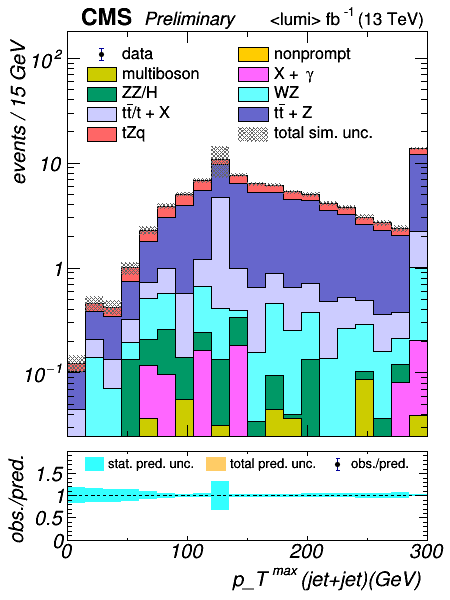 CMS Preliminary <lumi> fb⁻¹ (13 TeV)
events / 15 GeV
data
nonprompt
multiboson
X + γ
ZZ/H
WZ
tt̄/t + X
tt̄ + Z
tZq
total sim. unc.
10²
10
1
10⁻¹
obs./pred.
stat. pred. unc. total pred. unc. obs./pred.
1.5
1
0.5
0
0 100 200 300
p_T^max (jet+jet)(GeV)